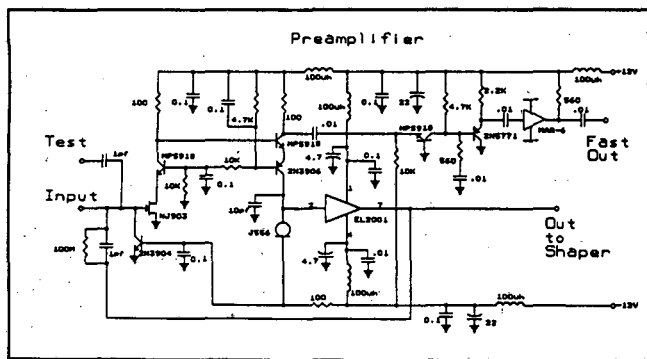 Preamplifier
100uh
100uh
-12V
100
0.1
0.1
4.7K
100
100uh
0.1
22
4.7K
2.2K
560
.01
.01
.01
MAR-6
Fast
Out
MPS918
2N5771
Test
1pf
MPS918
10K
MPS918
2N3906
4.7
0.1
560
.01
10K
10K
0.1
Input
NJ903
10pf
1
2
7
EL2001
Out
to
Shaper
J556
4
100M
1pf
2N3904
0.1
4.7
.01
100uh
100
100uh
-12V
0.1
22